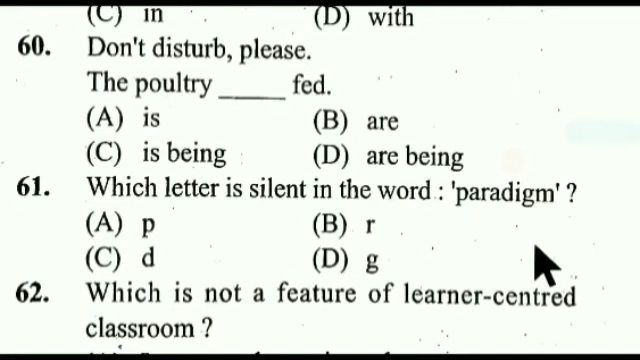 (C) in (D) with
60. Don't disturb, please.
The poultry _____ fed.
(A) is (B) are
(C) is being (D) are being
61. Which letter is silent in the word : 'paradigm' ?
(A) p (B) r
(C) d (D) g
62. Which is not a feature of learner-centred
classroom ?